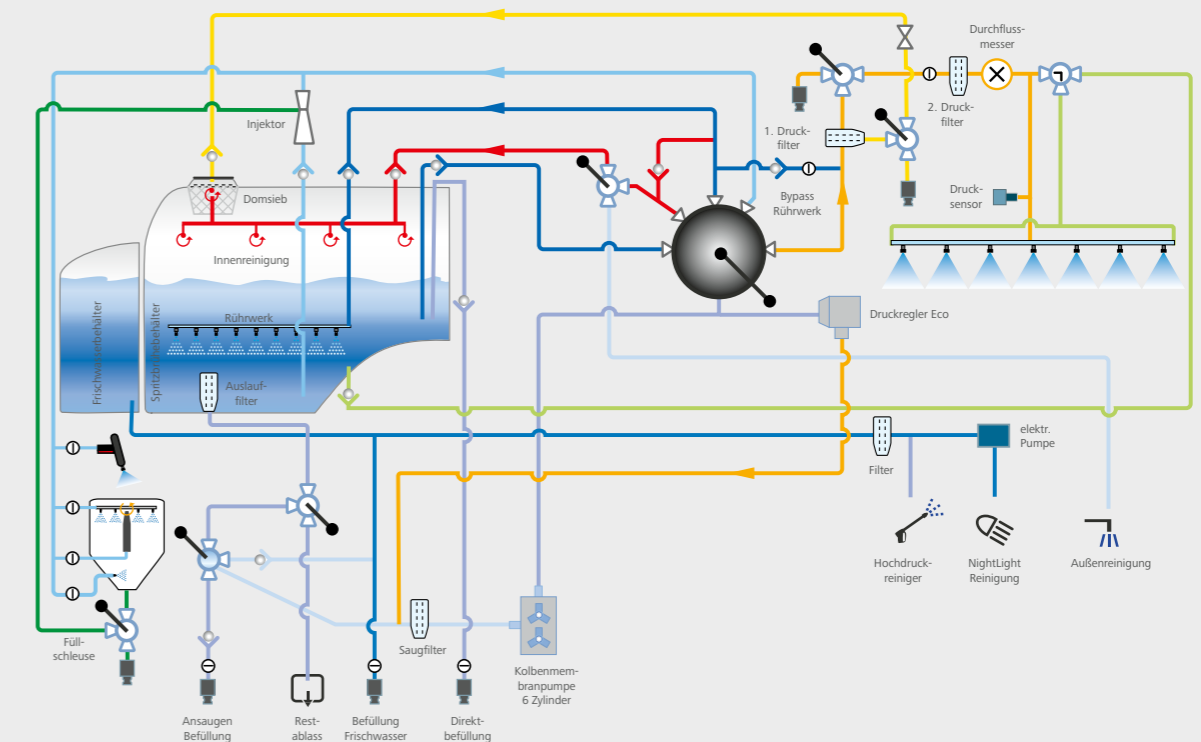 Durchfluss-
messer
Injektor
1. Druck-
filter
2. Druck-
filter
Domsieb
Bypass
Rührwerk
Druck-
sensor
Innenreinigung
Frischwasserbehälter
Spritzbrühebehälter
Rührwerk
Druckregler Eco
Auslauf-
filter
elektr.
Pumpe
Filter
Hochdruck-
reiniger
NightLight
Reinigung
Außenreinigung
Füll-
schleuse
Saugfilter
Kolbenmem-
branpumpe
6 Zylinder
Ansaugen
Befüllung
Rest-
ablass
Befüllung
Frischwasser
Direkt-
befüllung